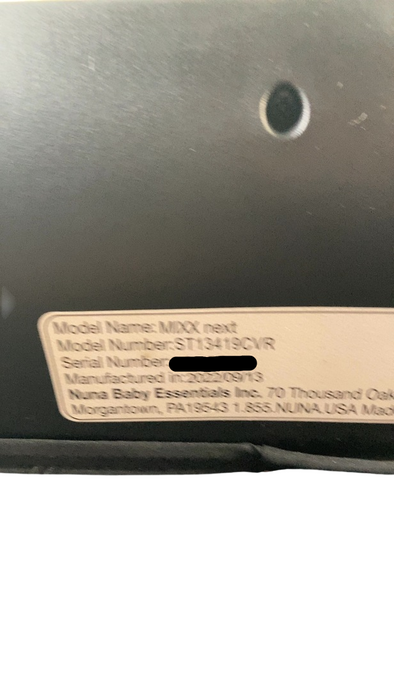 Model Name: MIXX next
Model Number:ST13419CVR
Serial Number:
Manufactured in:2022/09/13
Nuna Baby Essentials Inc. 70 Thousand Oak
Morgantown, PA19543 1.855.NUNA.USA Mad